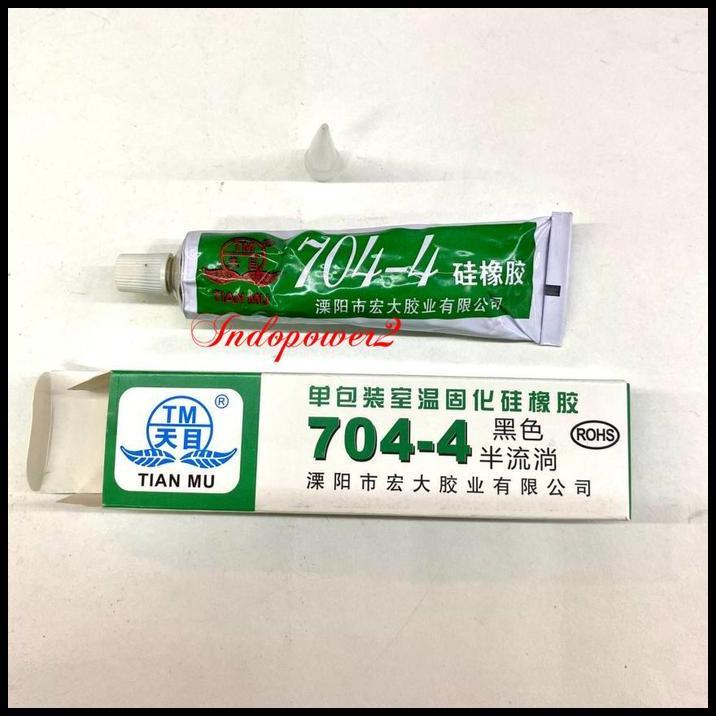 TM
天目
TIAN MU
704-4 硅橡胶
溧阳市宏大胶业有限公司
Indopower2
TM
天目
TIAN MU
®
单包装室温固化硅橡胶
704-4 黑色
半流淌
ROHS
溧阳市宏大胶业有限公司